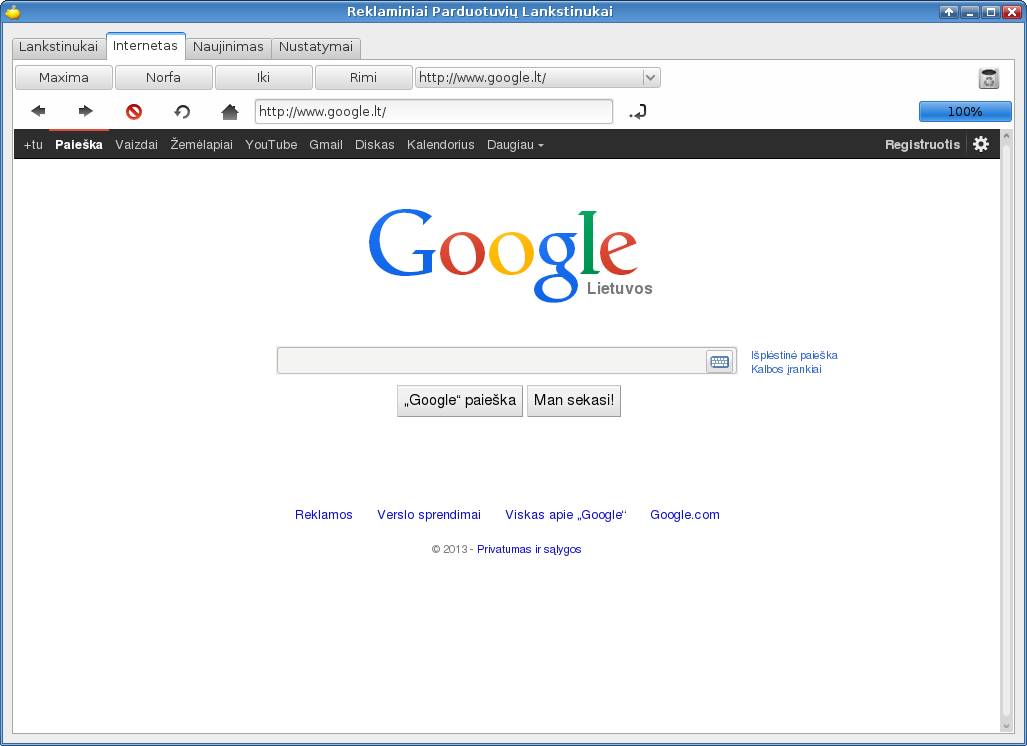 Reklaminiai Parduotuvių Lankstinukai
Lankstinukai Internetas Naujinimas Nustatymai
Maxima Norfa Iki Rimi http://www.google.lt/
http://www.google.lt/ 100%
+tu Paieška Vaizdai Žemėlapiai YouTube Gmail Diskas Kalendorius Daugiau Registruotis
Google
Lietuvos
Išplėstinė paieška
Kalbos įrankiai
„Google“ paieška Man sekasi!
Reklamos Verslo sprendimai Viskas apie „Google“ Google.com
© 2013 - Privatumas ir sąlygos